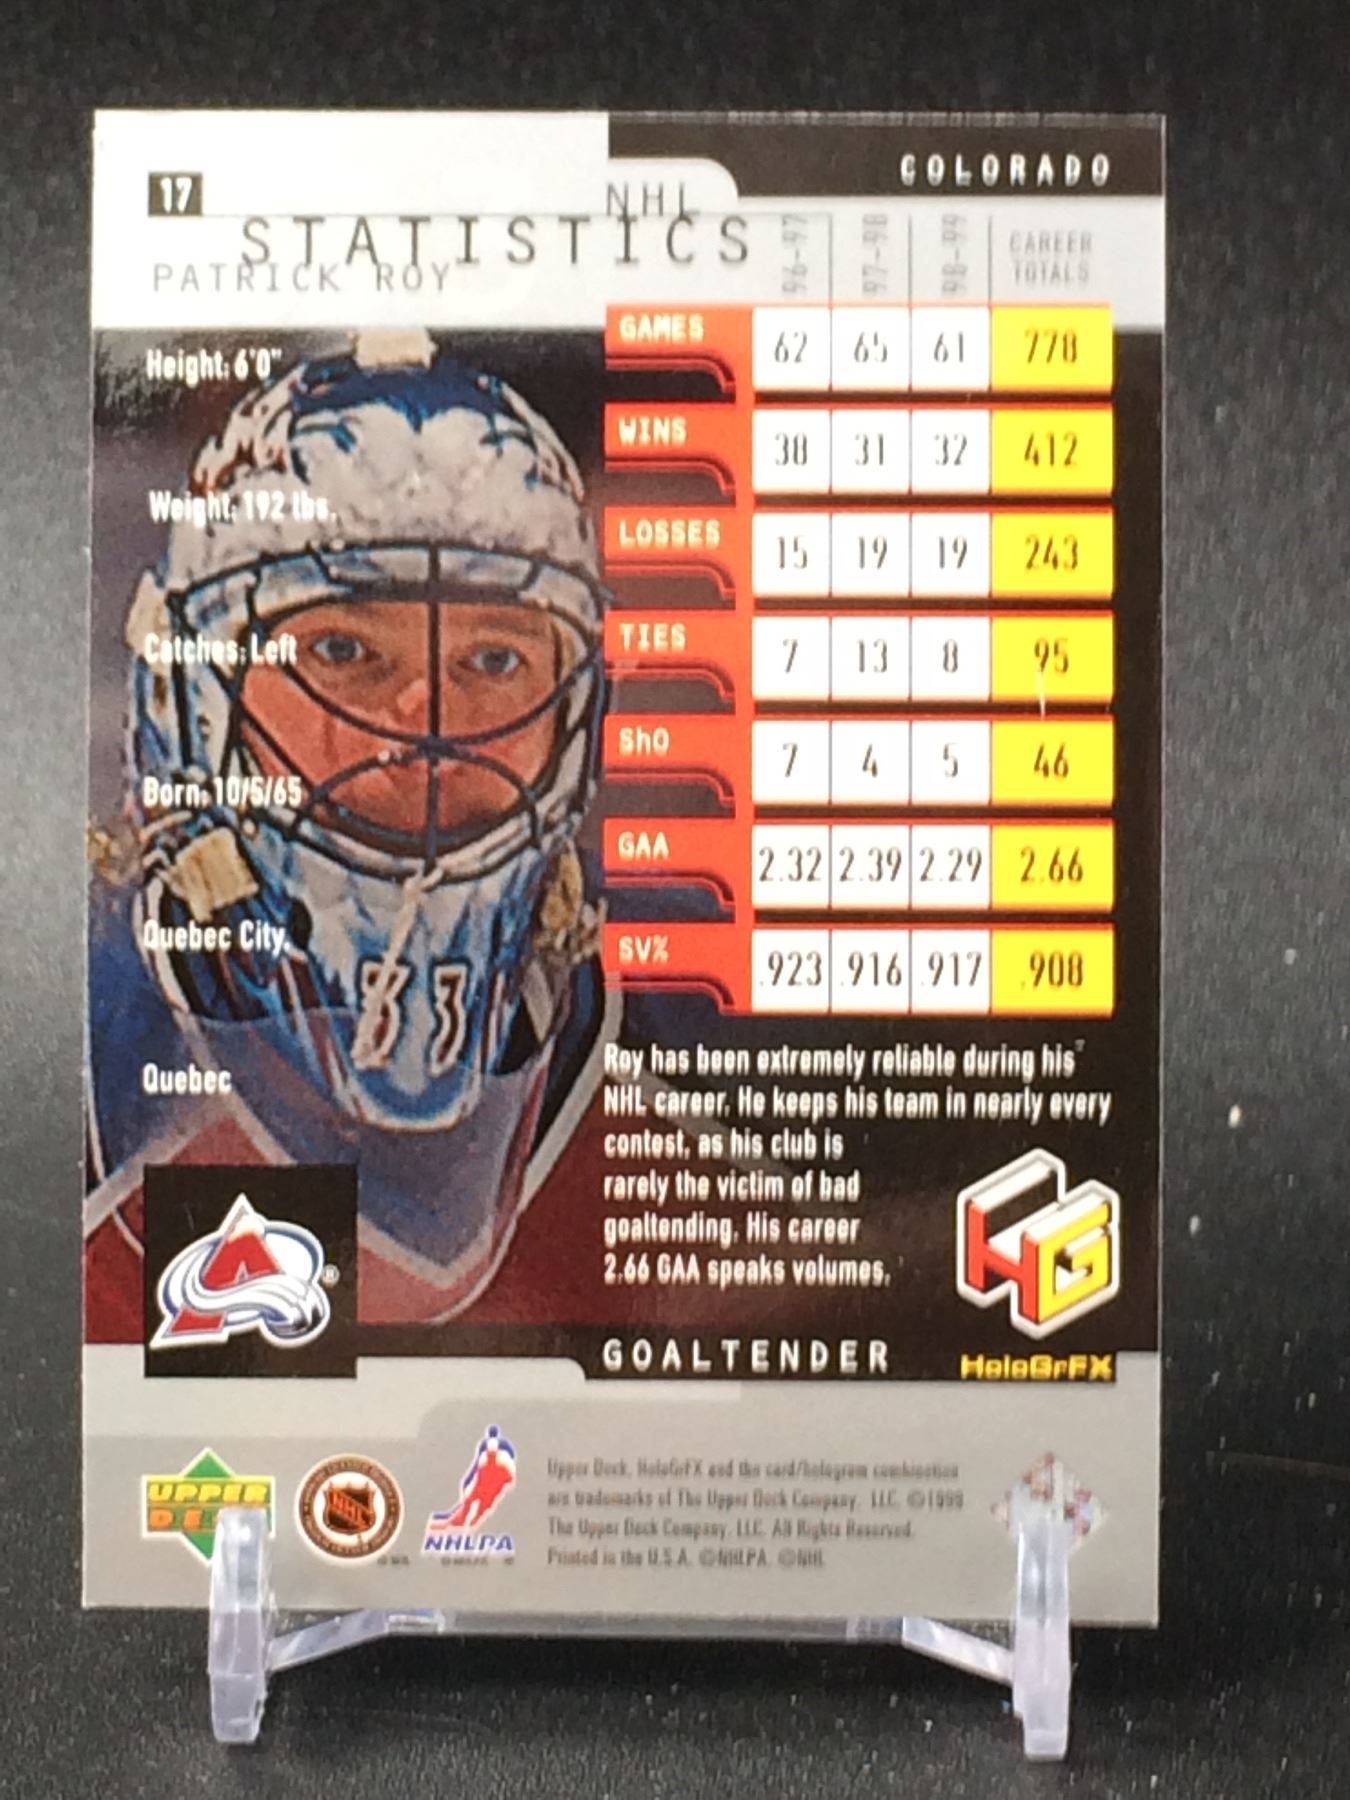 17
COLORADO
NHL
STATISTICS
PATRICK ROY
96-97 97-98 98-99 CAREER TOTALS
GAMES 62 65 61 778
WINS 38 31 32 412
LOSSES 15 19 19 243
TIES 7 13 8 95
ShO 7 4 5 46
GAA 2.32 2.39 2.29 2.66
SV% .923 .916 .917 .908
Height: 6'0"
Weight: 192 lbs.
Catches: Left
Born: 10/5/65
Quebec City,
Quebec
33
Roy has been extremely reliable during his
NHL career. He keeps his team in nearly every
contest, as his club is
rarely the victim of bad
goaltending. His career
2.66 GAA speaks volumes.
A
®
HG
GOALTENDER
HoloGrFX
UPPER
DE
NHL
NHLPA
Upper Deck, HoloGrFX and the card/hologram combination
are trademarks of The Upper Deck Company, LLC. ©1999
The Upper Deck Company, LLC. All Rights Reserved.
Printed in the U.S.A. ©NHLPA. ©NHL